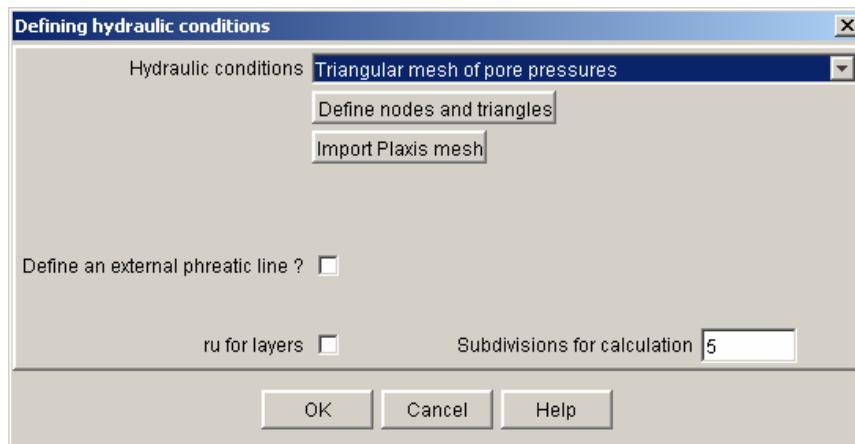 Defining hydraulic conditions
Hydraulic conditions Triangular mesh of pore pressures
Define nodes and triangles
Import Plaxis mesh
Define an external phreatic line ?
ru for layers Subdivisions for calculation 5
OK Cancel Help